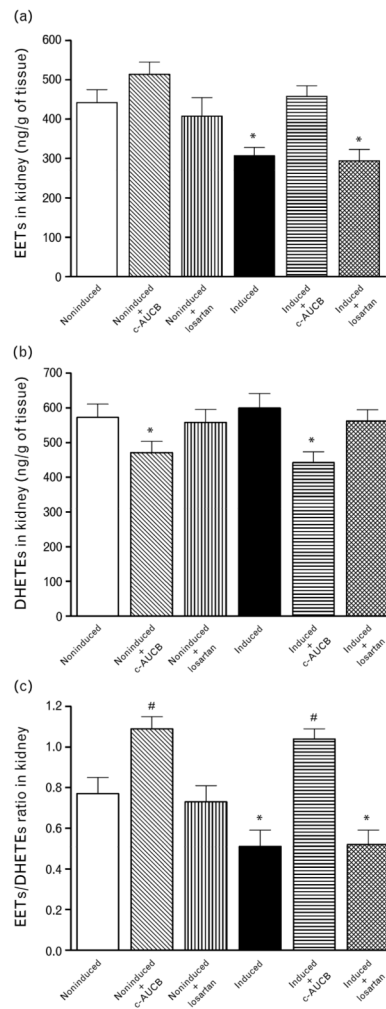 (a)
EETs in kidney (ng/g of tissue)
600
500
400
300
200
100
0
*
*
Noninduced
Noninduced
+
c-AUCB
Noninduced
+
losartan
Induced
Induced
+
c-AUCB
Induced
+
losartan
(b)
DHETEs in kidney (ng/g of tissue)
700
600
500
400
300
200
100
0
*
*
Noninduced
Noninduced
+
c-AUCB
Noninduced
+
losartan
Induced
Induced
+
c-AUCB
Induced
+
losartan
(c)
EETs/DHETEs ratio in kidney
1.2
1.0
0.8
0.6
0.4
0.2
0.0
#
*
#
*
Noninduced
Noninduced
+
c-AUCB
Noninduced
+
losartan
Induced
Induced
+
c-AUCB
Induced
+
losartan